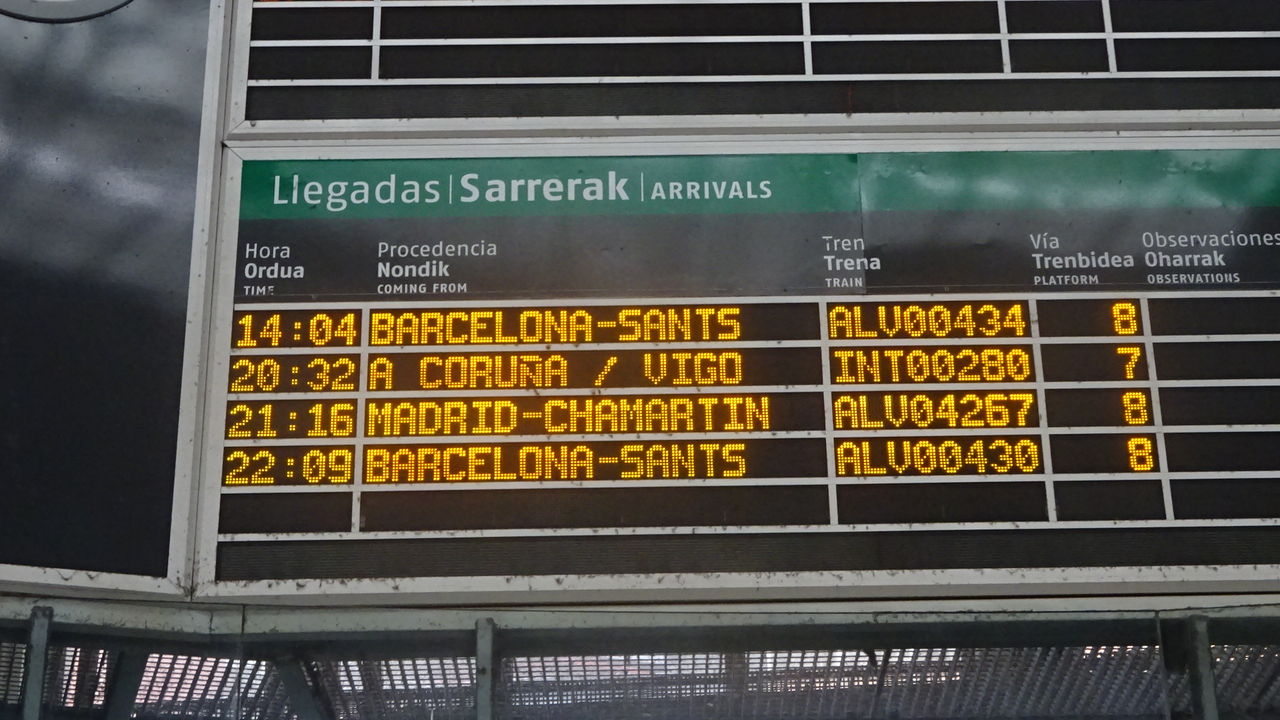 Llegadas | Sarrerak | ARRIVALS
Hora Procedencia Tren Vía Observaciones
Ordua Nondik Trena Trenbidea Oharrak
TIME COMING FROM TRAIN PLATFORM OBSERVATIONS
14:04 BARCELONA-SANTS ALV00434 8
20:32 A CORUÑA / VIGO INT00280 7
21:16 MADRID-CHAMARTIN ALV04267 8
22:09 BARCELONA-SANTS ALV00430 8